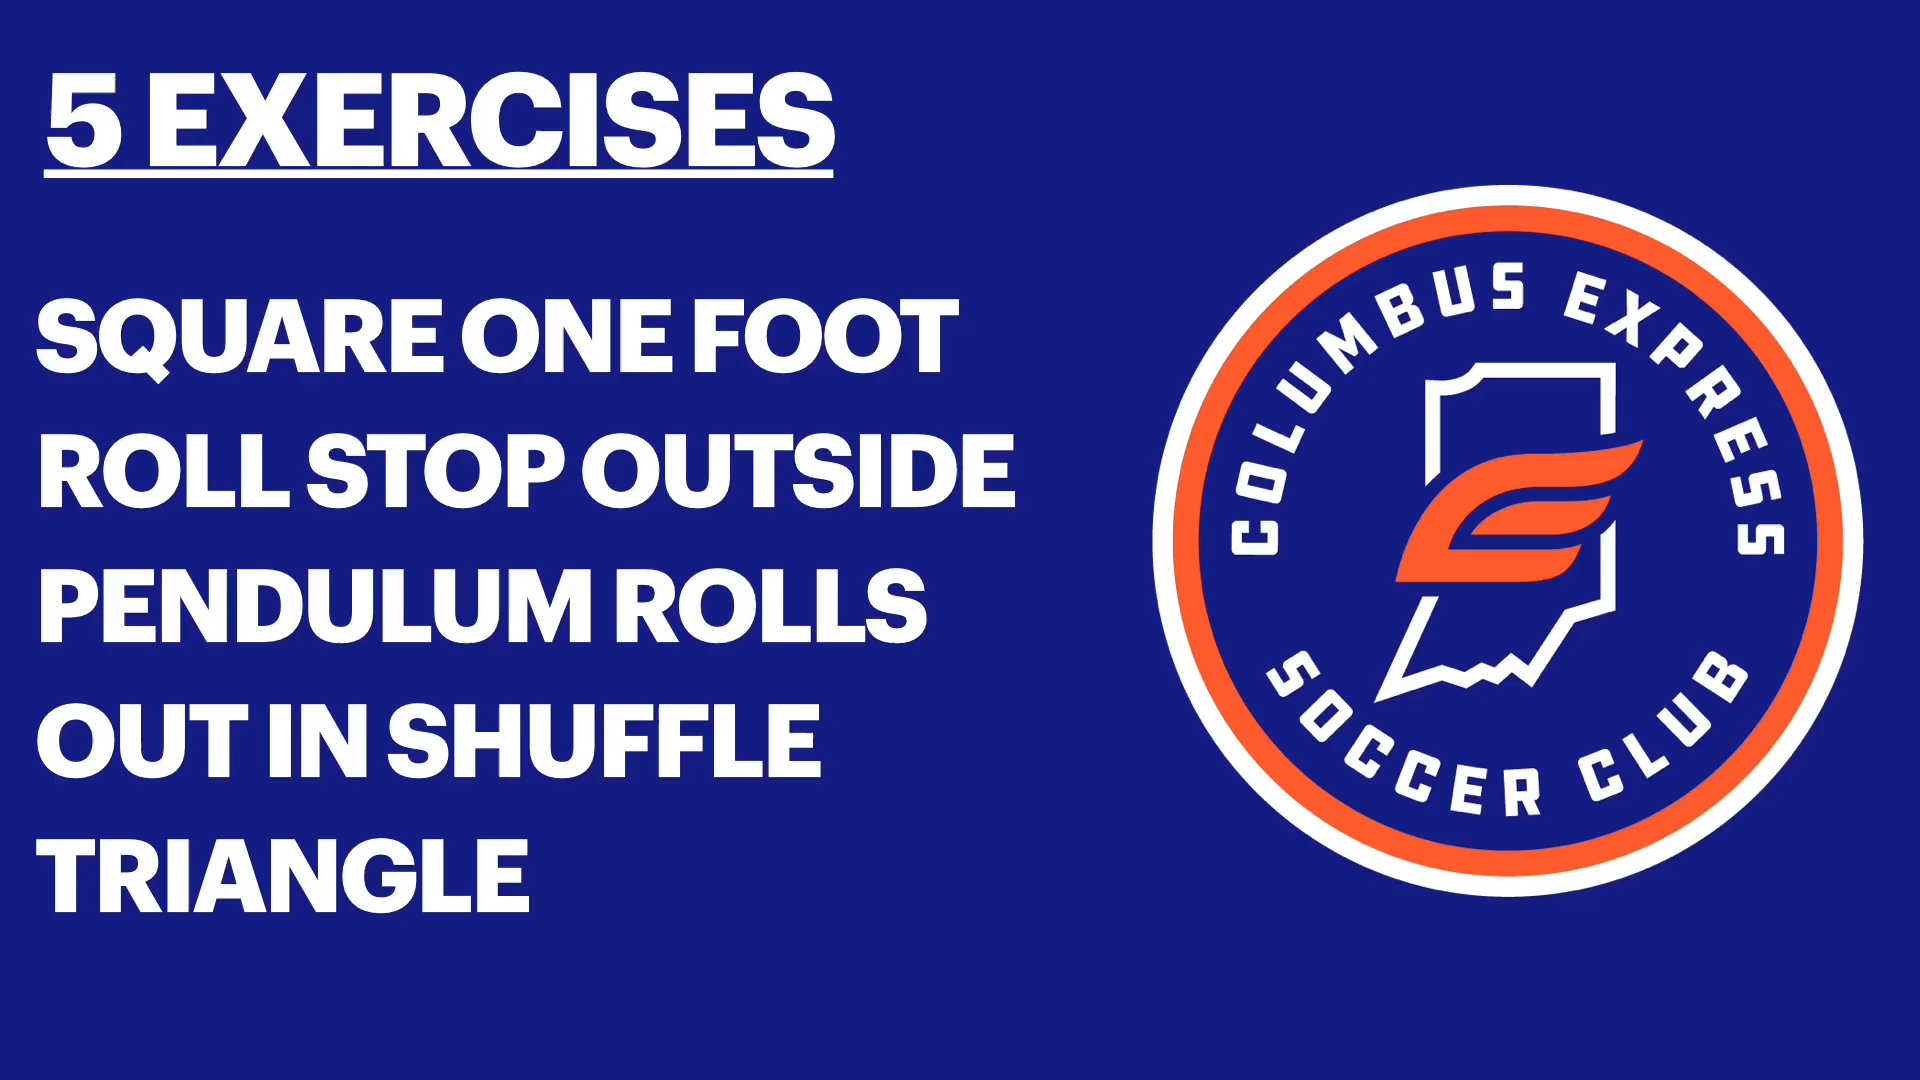 5 EXERCISES
SQUARE ONE FOOT
ROLL STOP OUTSIDE
PENDULUM ROLLS
OUT IN SHUFFLE
TRIANGLE
COLUMBUS EXPRESS
SOCCER CLUB